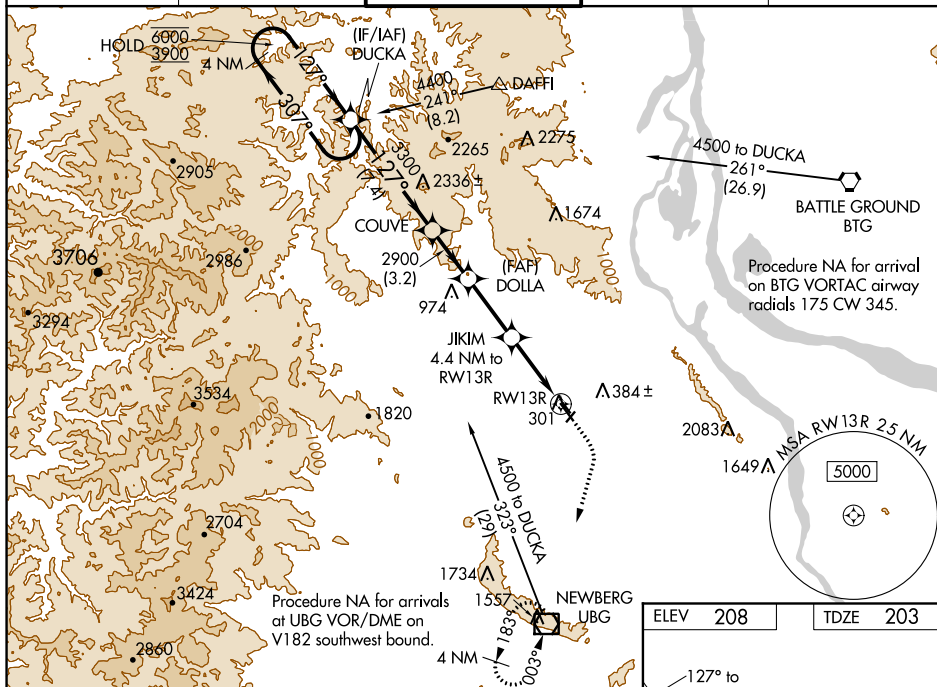 HOLD
6000
3900
4 NM
127°
307°
(IF/IAF)
DUCKA
4400
241°
(8.2)
DAFFI
2265
2275
4500 to DUCKA
261°
(26.9)
BATTLE GROUND
BTG
2905
3300
127°
(7.4)
2336 ±
1674
1000
COUVE
2900
(3.2)
(FAF)
DOLLA
Procedure NA for arrival
on BTG VORTAC airway
radials 175 CW 345.
1000
3706
2986
3294
974
JIKIM
4.4 NM to
RW13R
RW13R
301
384 ±
3534
1000
1000
1820
2083
1649
MSA RW13R 25 NM
5000
4500 to DUCKA
323°
(29)
2704
3424
2860
Procedure NA for arrivals
at UBG VOR/DME on
V182 southwest bound.
1734
1557
NEWBERG
UBG
183°
003°
4 NM
ELEV 208
TDZE 203
127° to